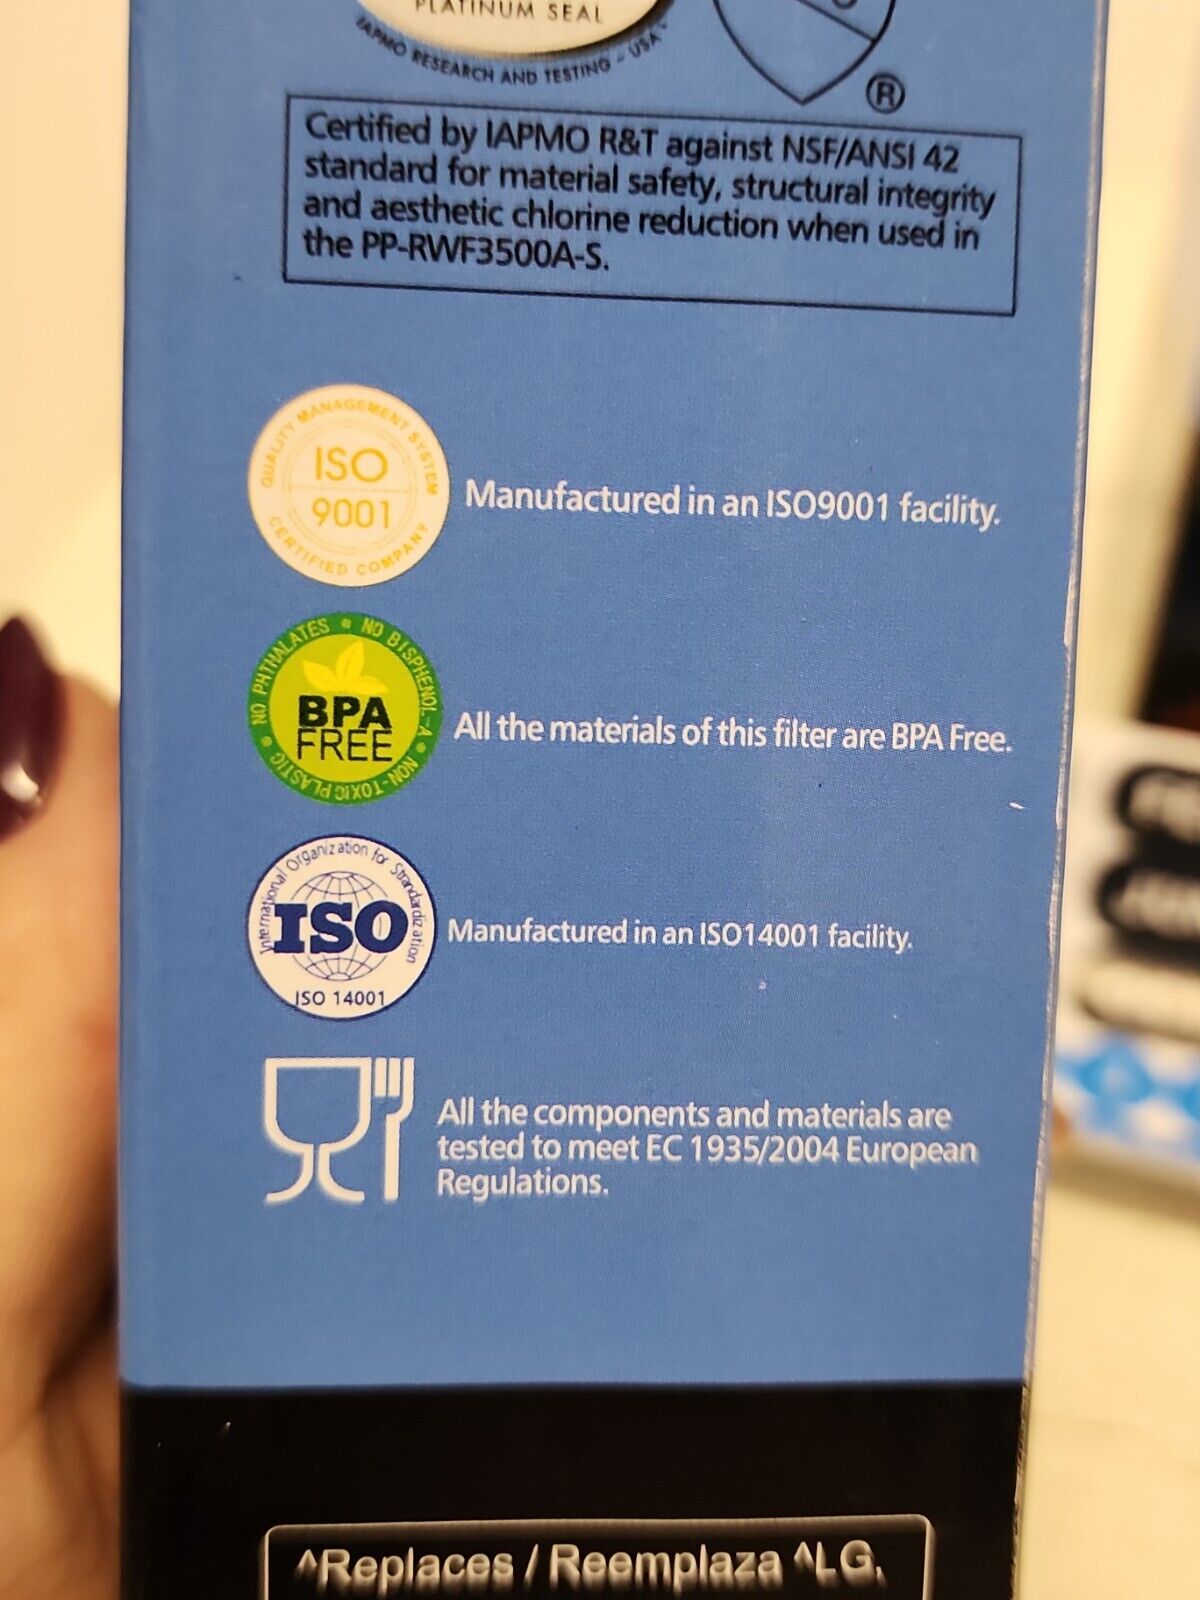 PLATINUM SEAL
IAPMO RESEARCH AND TESTING - USA
®
Certified by IAPMO R&T against NSF/ANSI 42
standard for material safety, structural integrity
and aesthetic chlorine reduction when used in
the PP-RWF3500A-S.
QUALITY MANAGEMENT SYSTEM
ISO
9001
CERTIFIED COMPANY
Manufactured in an ISO9001 facility.
NO PHTHALATES • NO BISPHENOL-A • NON-TOXIC PLASTIC •
BPA
FREE
All the materials of this filter are BPA Free.
International Organization for Standardization
ISO
ISO 14001
Manufactured in an ISO14001 facility.
All the components and materials are
tested to meet EC 1935/2004 European
Regulations.
^Replaces / Reemplaza ^LG,